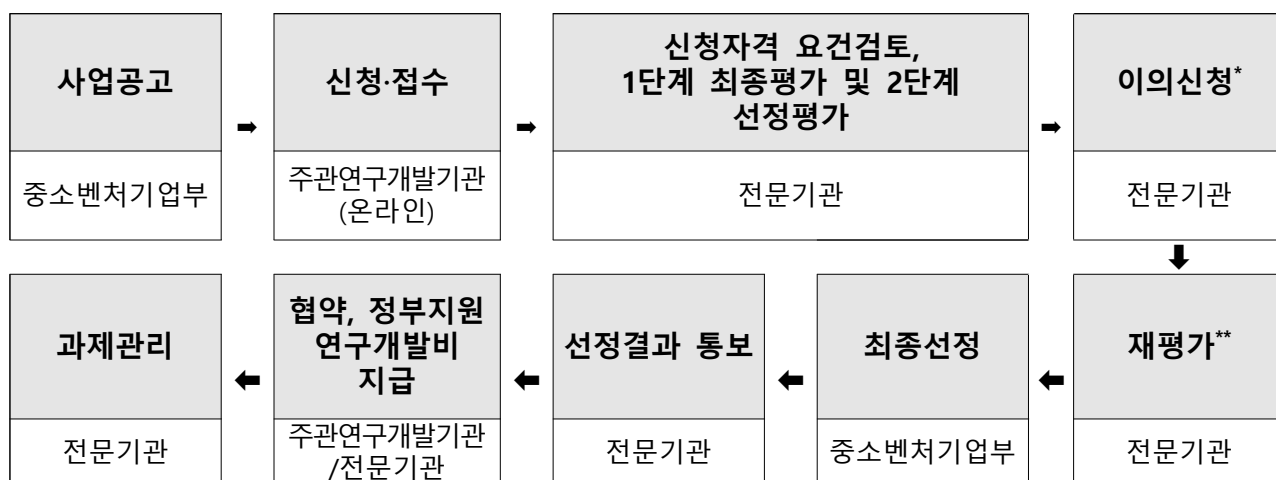 사업공고
중소벤처기업부
➡
신청·접수
주관연구개발기관
(온라인)
➡
신청자격 요건검토,
1단계 최종평가 및 2단계
선정평가
전문기관
➡
이의신청*
전문기관
⬇
재평가**
전문기관
⬅
최종선정
중소벤처기업부
⬅
선정결과 통보
전문기관
⬅
협약, 정부지원
연구개발비
지급
주관연구개발기관
/전문기관
⬅
과제관리
전문기관